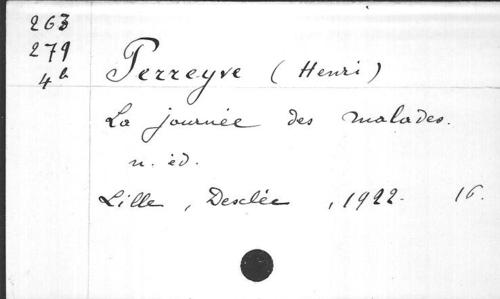 263
279
4b
Perreyve (Henri)
La journée des malades.
n. éd.
Lille, Desclée, 1922. 16.